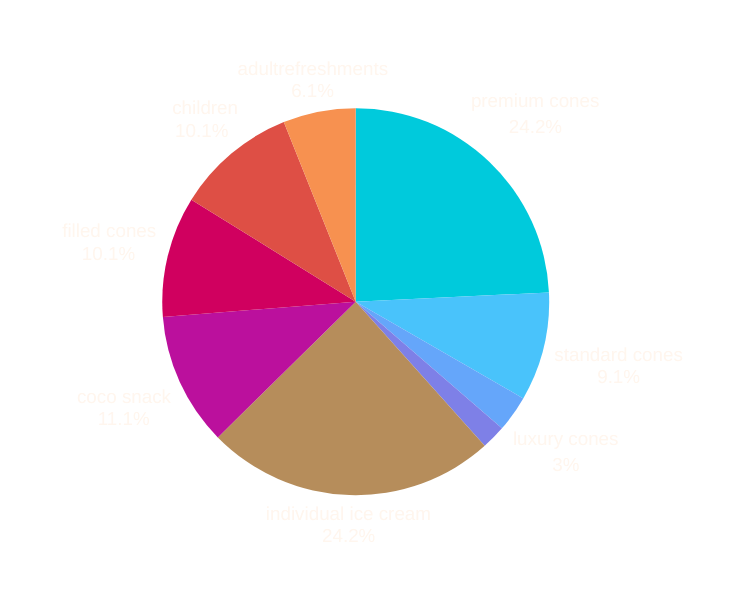 adultrefreshments
6.1%
premium cones
24.2%
children
10.1%
filled cones
10.1%
standard cones
9.1%
coco snack
11.1%
luxury cones
3%
individual ice cream
24.2%